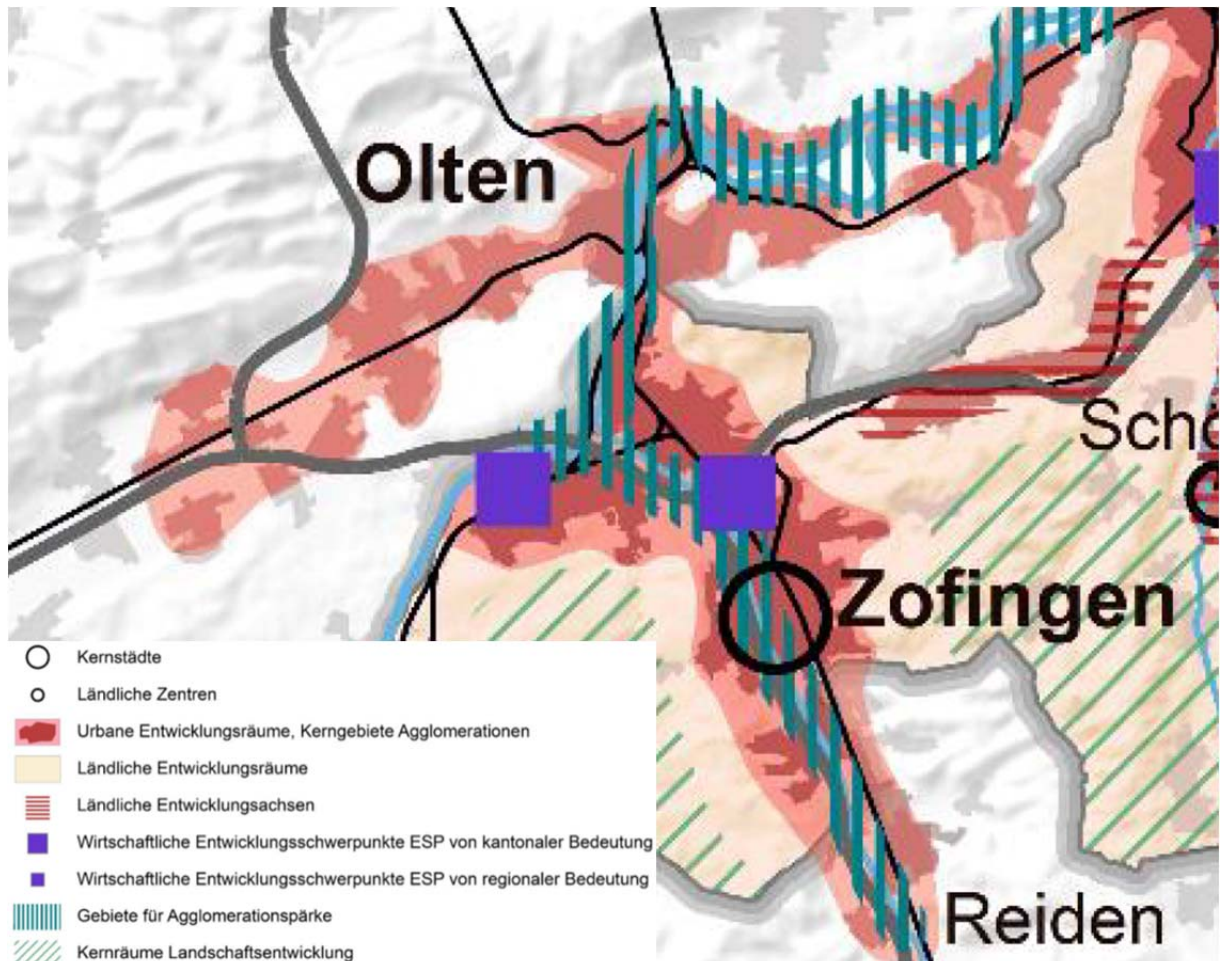 Olten
Sch
Zofingen
Reiden
Kernstädte
Ländliche Zentren
Urbane Entwicklungsräume, Kerngebiete Agglomerationen
Ländliche Entwicklungsräume
Ländliche Entwicklungsachsen
Wirtschaftliche Entwicklungsschwerpunkte ESP von kantonaler Bedeutung
Wirtschaftliche Entwicklungsschwerpunkte ESP von regionaler Bedeutung
Gebiete für Agglomerationspärke
Kernräume Landschaftsentwicklung